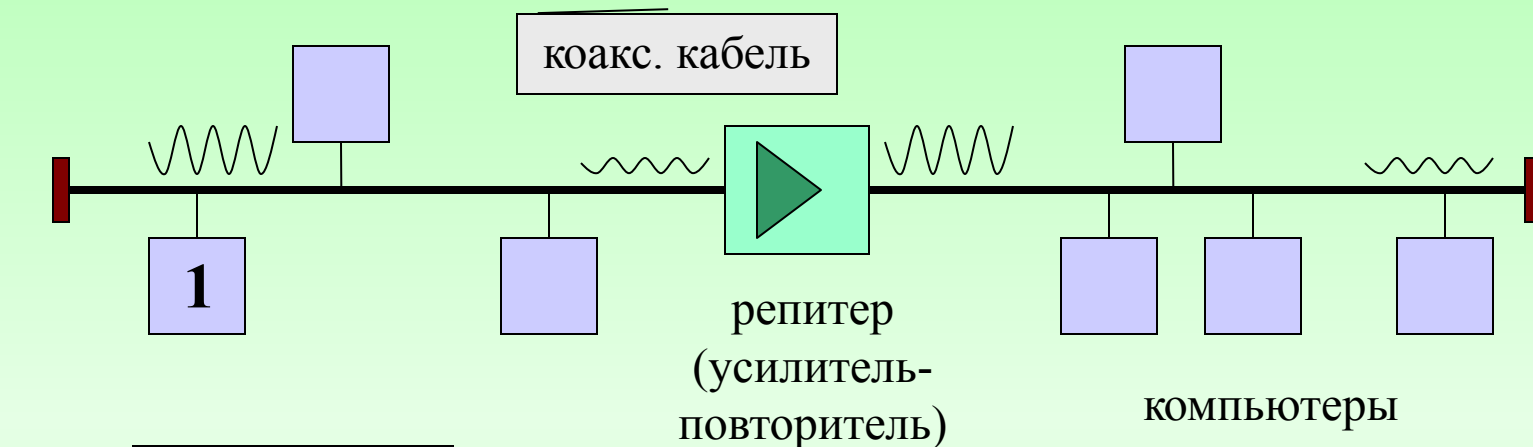 коакс. кабель
1
репитер
(усилитель-
повторитель)
компьютеры